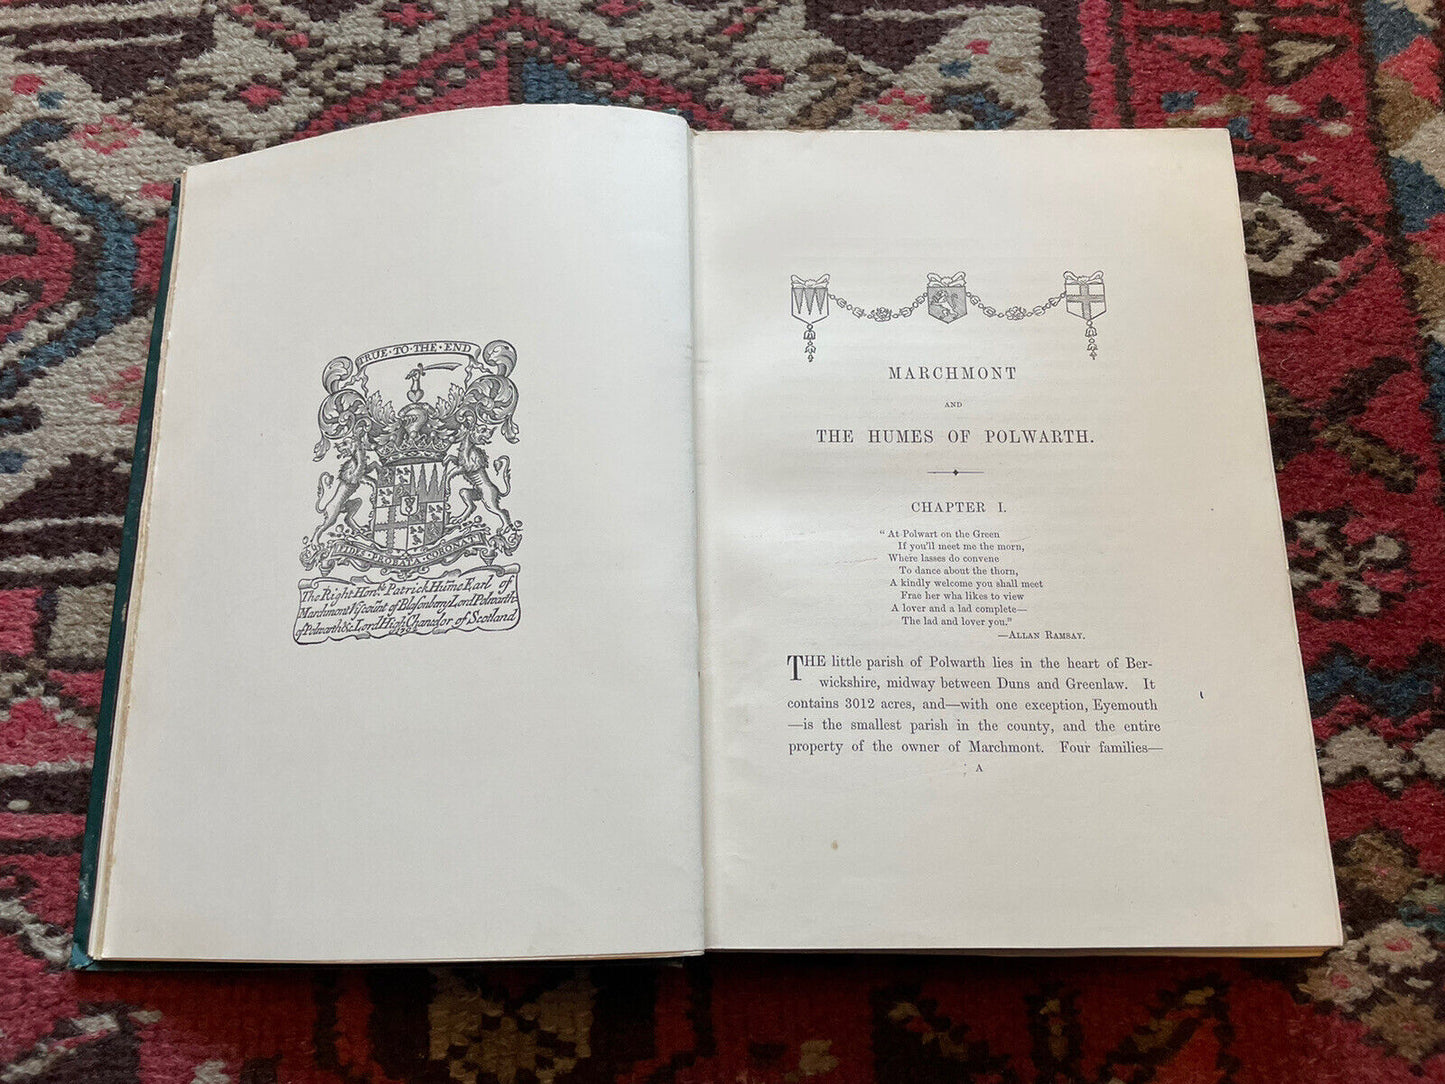 TRUE·TO·THE·END
FIDES·PROBATA·CORONAT
The Right Honble. Patrick Hume Earl of
Marchmont Viscount of Blasonbery Lord Polwarth
of Polwarth &c Lord High Chancelor of Scotland
MARCHMONT
AND
THE HUMES OF POLWARTH.
CHAPTER I.
"At Polwart on the Green
If you'll meet me the morn,
Where lasses do convene
To dance about the thorn,
A kindly welcome you shall meet
Frae her wha likes to view
A lover and a lad complete—
The lad and lover you."
—ALLAN RAMSAY.
THE little parish of Polwarth lies in the heart of Ber-
wickshire, midway between Duns and Greenlaw. It
contains 3012 acres, and—with one exception, Eyemouth
—is the smallest parish in the county, and the entire
property of the owner of Marchmont. Four families—
A